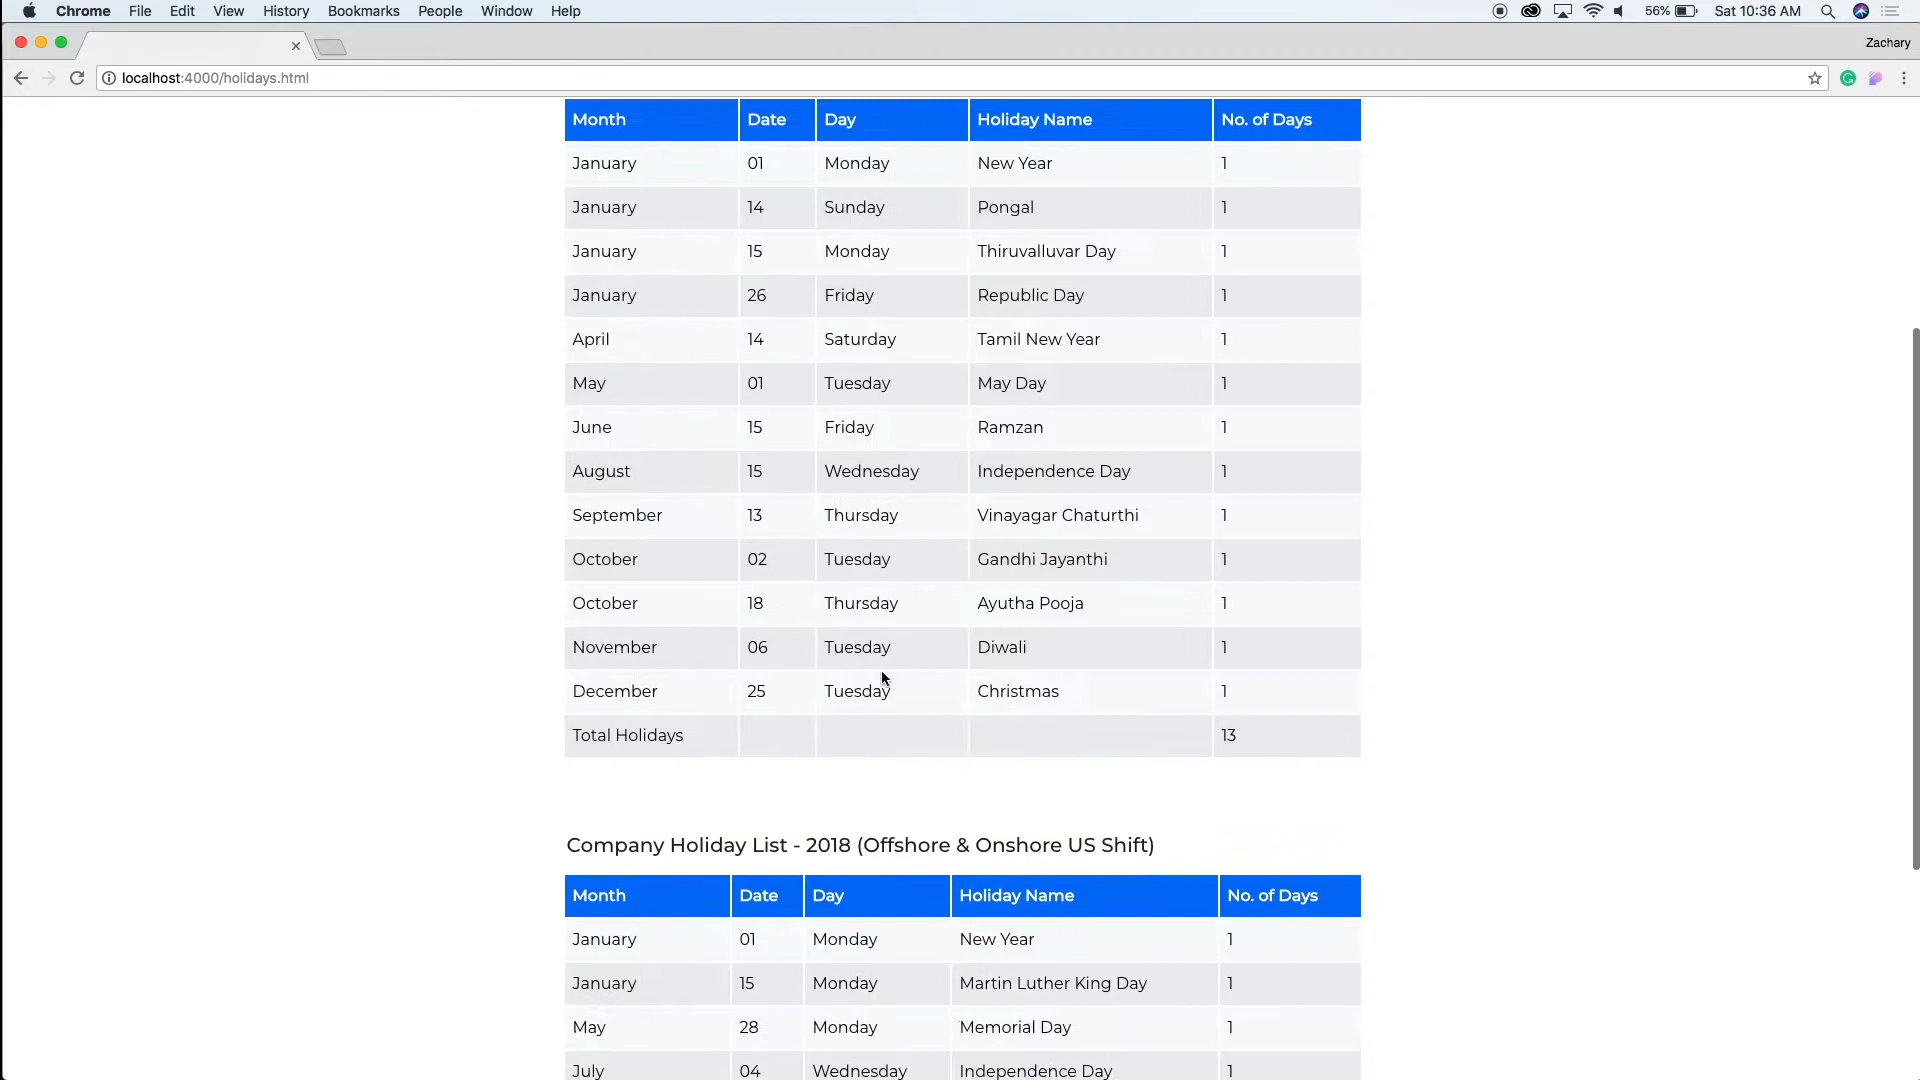 Chrome File Edit View History Bookmarks People Window Help 56% Sat 10:36 AM
Zachary
localhost:4000/holidays.html
Month Date Day Holiday Name No. of Days
January 01 Monday New Year 1
January 14 Sunday Pongal 1
January 15 Monday Thiruvalluvar Day 1
January 26 Friday Republic Day 1
April 14 Saturday Tamil New Year 1
May 01 Tuesday May Day 1
June 15 Friday Ramzan 1
August 15 Wednesday Independence Day 1
September 13 Thursday Vinayagar Chaturthi 1
October 02 Tuesday Gandhi Jayanthi 1
October 18 Thursday Ayutha Pooja 1
November 06 Tuesday Diwali 1
December 25 Tuesday Christmas 1
Total Holidays 13
Company Holiday List - 2018 (Offshore & Onshore US Shift)
Month Date Day Holiday Name No. of Days
January 01 Monday New Year 1
January 15 Monday Martin Luther King Day 1
May 28 Monday Memorial Day 1
July 04 Wednesday Independence Day 1